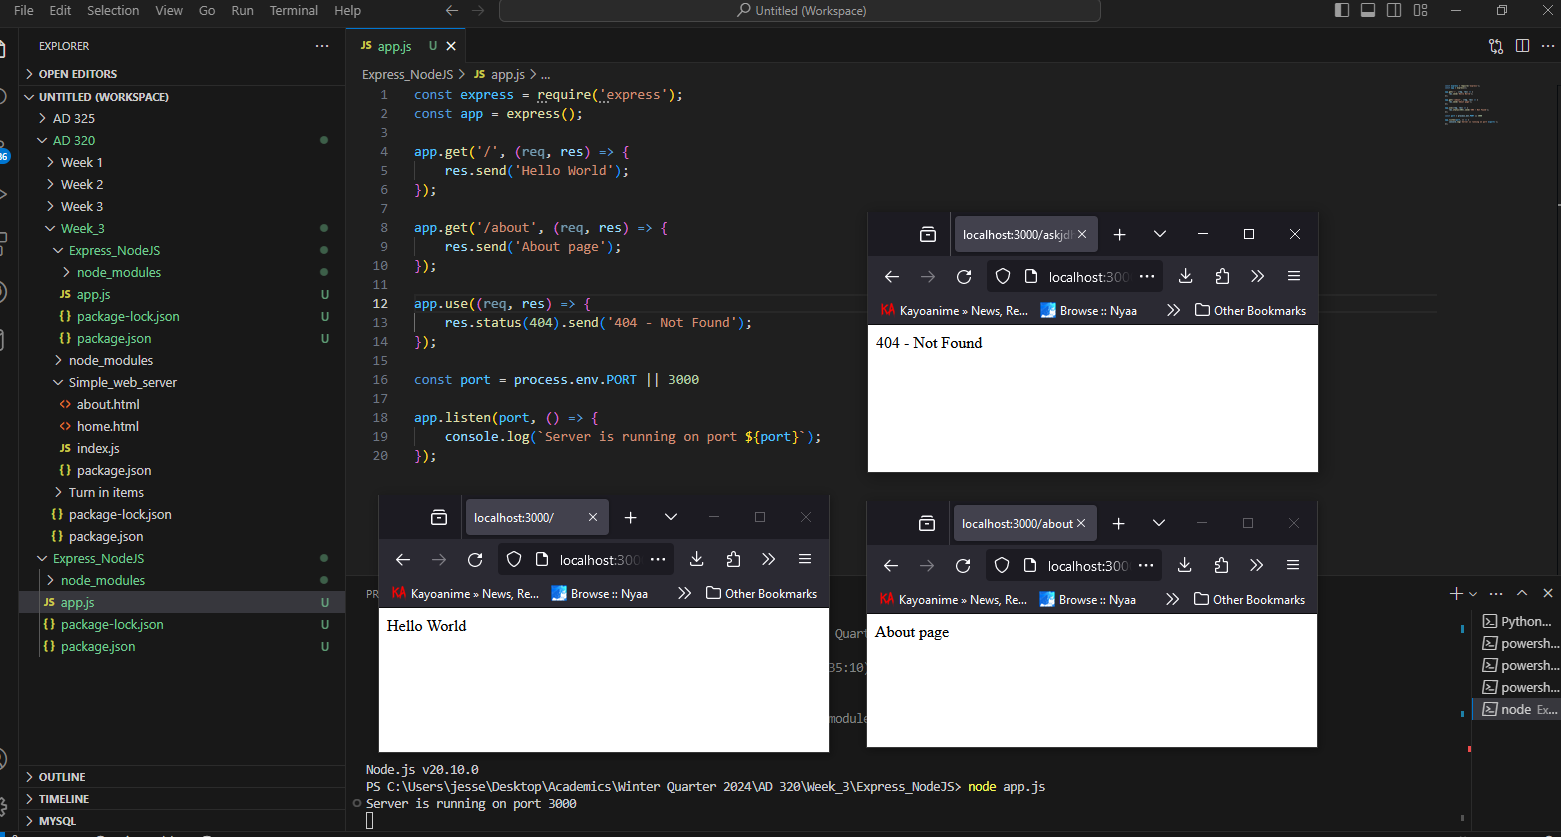 File Edit Selection View Go Run Terminal Help
Untitled (Workspace)
EXPLORER
OPEN EDITORS
UNTITLED (WORKSPACE)
AD 325
AD 320
Week 1
Week 2
Week 3
Week_3
Express_NodeJS
node_modules
JS app.js U
{} package-lock.json U
{} package.json U
node_modules
Simple_web_server
<> about.html
<> home.html
JS index.js
{} package.json
Turn in items
{} package-lock.json
{} package.json
Express_NodeJS
node_modules
JS app.js U
{} package-lock.json U
{} package.json U
OUTLINE
TIMELINE
MYSQL
JS app.js U
Express_NodeJS > JS app.js > ...
1 const express = require('express');
2 const app = express();
3
4 app.get('/', (req, res) => {
5 res.send('Hello World');
6 });
7
8 app.get('/about', (req, res) => {
9 res.send('About page');
10 });
11
12 app.use((req, res) => {
13 res.status(404).send('404 - Not Found');
14 });
15
16 const port = process.env.PORT || 3000
17
18 app.listen(port, () => {
19 console.log(`Server is running on port ${port}`);
20 });
localhost:3000/askjdh
localhost:300
KA Kayoanime » News, Re... Browse :: Nyaa Other Bookmarks
404 - Not Found
localhost:3000/
localhost:300
KA Kayoanime » News, Re... Browse :: Nyaa Other Bookmarks
Hello World
localhost:3000/about
localhost:300
KA Kayoanime » News, Re... Browse :: Nyaa Other Bookmarks
About page
PR
Quart
35:10)
module
Node.js v20.10.0
PS C:\Users\jesse\Desktop\Academics\Winter Quarter 2024\AD 320\Week_3\Express_NodeJS> node app.js
Server is running on port 3000
Python...
powersh...
powersh...
powersh...
node Ex...